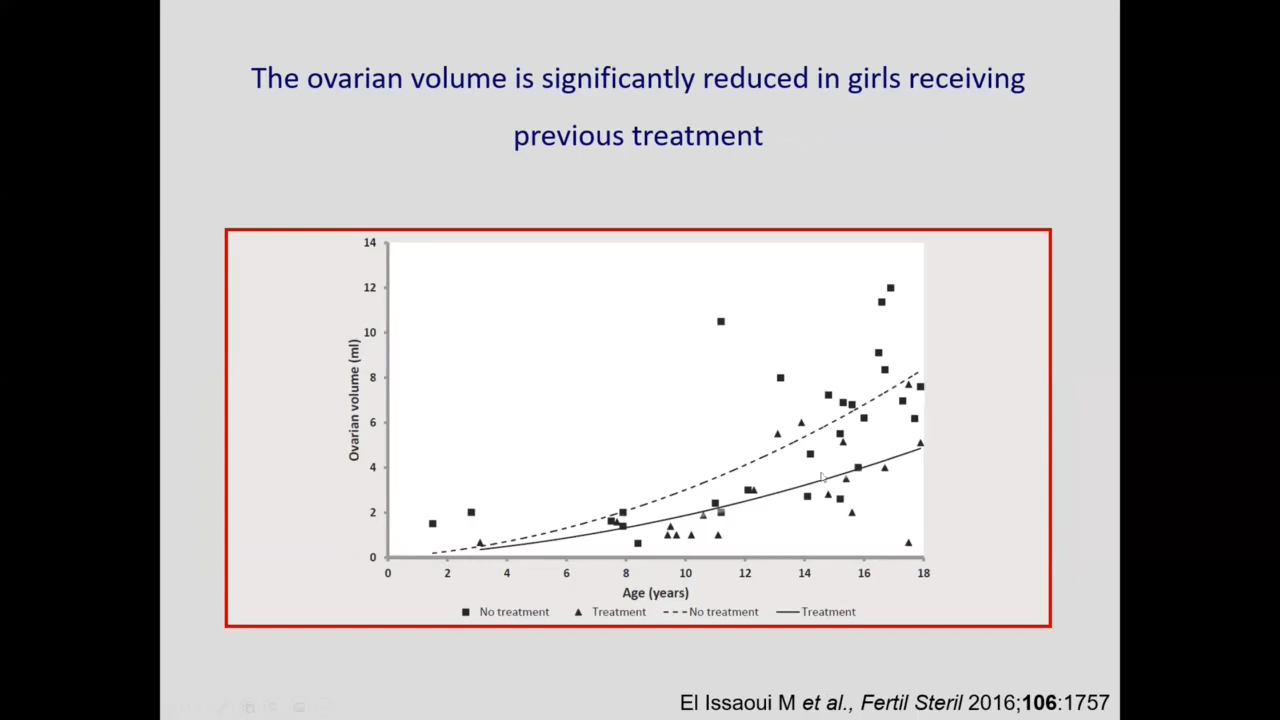 The ovarian volume is significantly reduced in girls receiving
previous treatment
14
12
10
8
6
4
2
0
Ovarian volume (ml)
0 2 4 6 8 10 12 14 16 18
Age (years)
No treatment Treatment No treatment Treatment
El Issaoui M et al., Fertil Steril 2016;106:1757